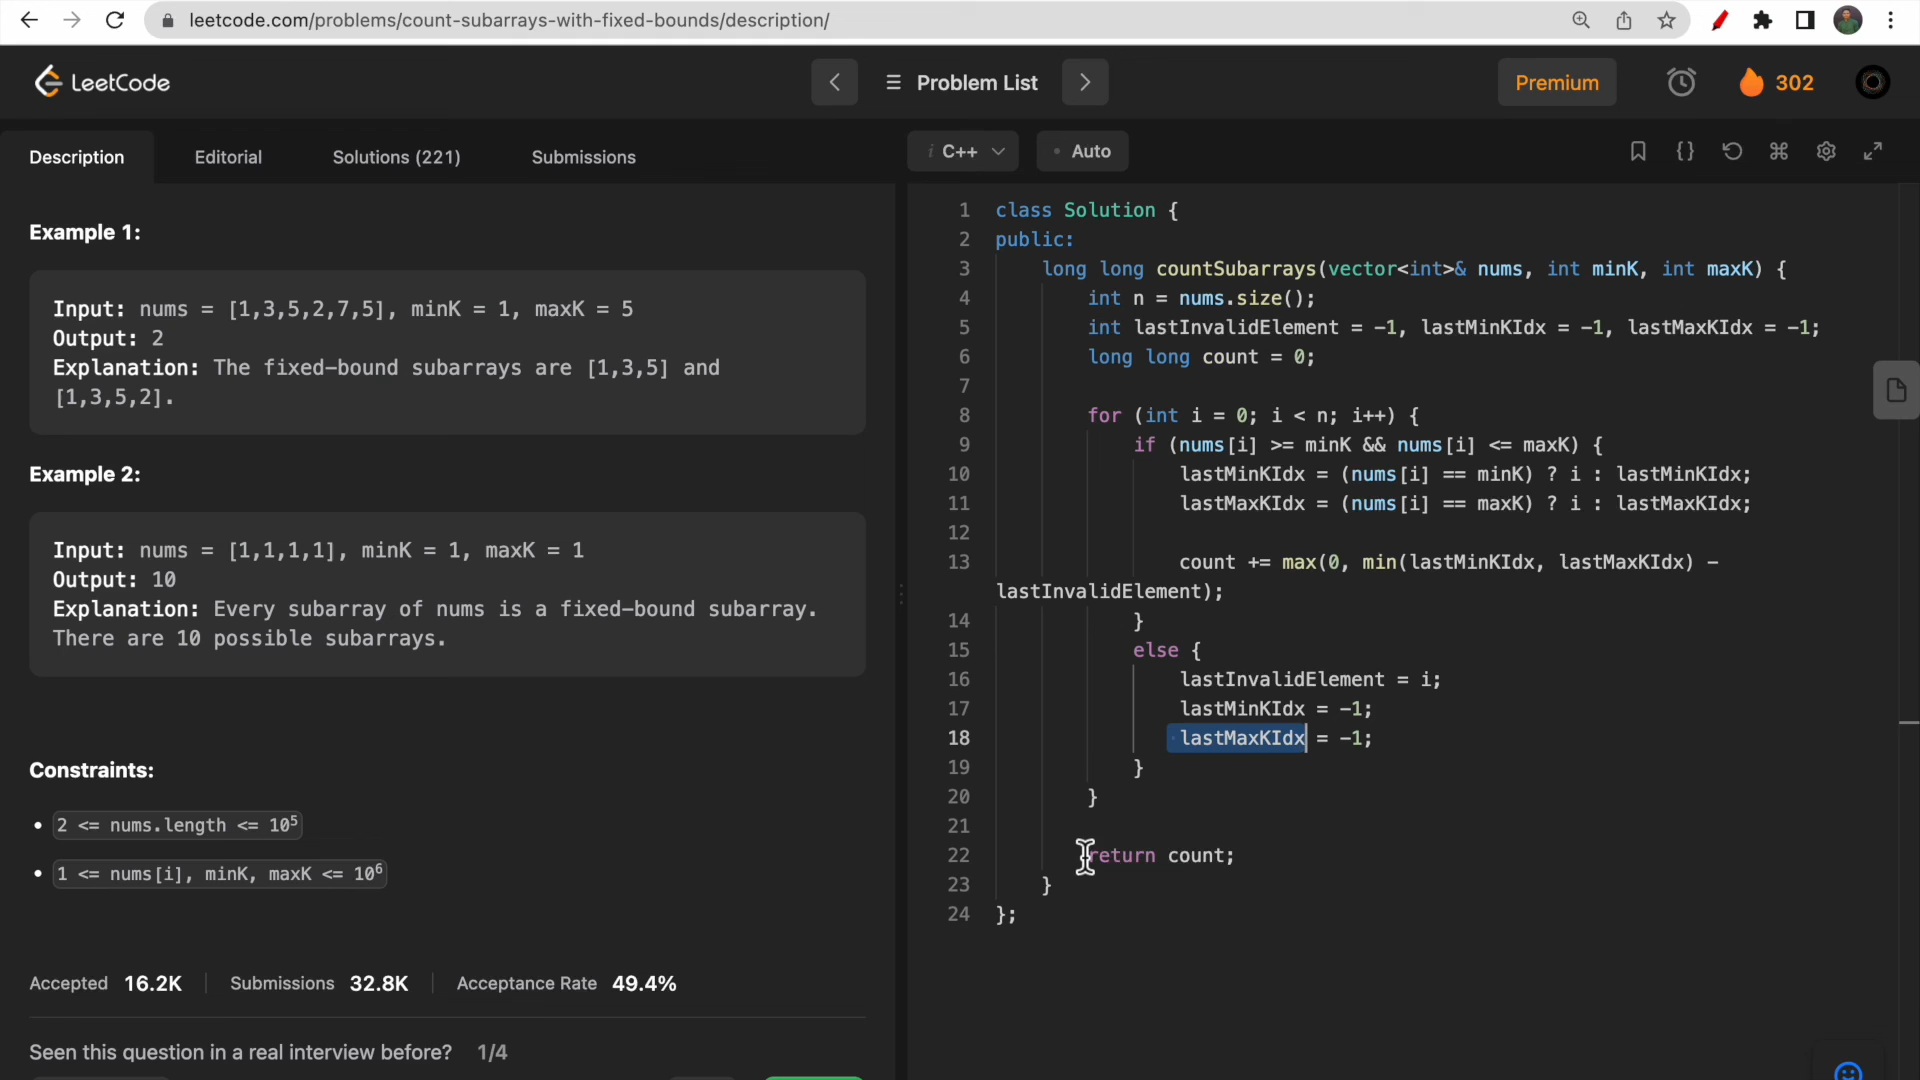 leetcode.com/problems/count-subarrays-with-fixed-bounds/description/
LeetCode
Problem List
Premium
302
Description
Editorial
Solutions (221)
Submissions
Example 1:
Input: nums = [1,3,5,2,7,5], minK = 1, maxK = 5
Output: 2
Explanation: The fixed-bound subarrays are [1,3,5] and
[1,3,5,2].
Example 2:
Input: nums = [1,1,1,1], minK = 1, maxK = 1
Output: 10
Explanation: Every subarray of nums is a fixed-bound subarray.
There are 10 possible subarrays.
Constraints:
• 2 <= nums.length <= 10⁵
• 1 <= nums[i], minK, maxK <= 10⁶
Accepted 16.2K
Submissions 32.8K
Acceptance Rate 49.4%
Seen this question in a real interview before? 1/4
i C++
• Auto
1 class Solution {
2 public:
3 long long countSubarrays(vector<int>& nums, int minK, int maxK) {
4 int n = nums.size();
5 int lastInvalidElement = -1, lastMinKIdx = -1, lastMaxKIdx = -1;
6 long long count = 0;
7
8 for (int i = 0; i < n; i++) {
9 if (nums[i] >= minK && nums[i] <= maxK) {
10 lastMinKIdx = (nums[i] == minK) ? i : lastMinKIdx;
11 lastMaxKIdx = (nums[i] == maxK) ? i : lastMaxKIdx;
12
13 count += max(0, min(lastMinKIdx, lastMaxKIdx) -
lastInvalidElement);
14 }
15 else {
16 lastInvalidElement = i;
17 lastMinKIdx = -1;
18 lastMaxKIdx = -1;
19 }
20 }
21
22 return count;
23 }
24 };